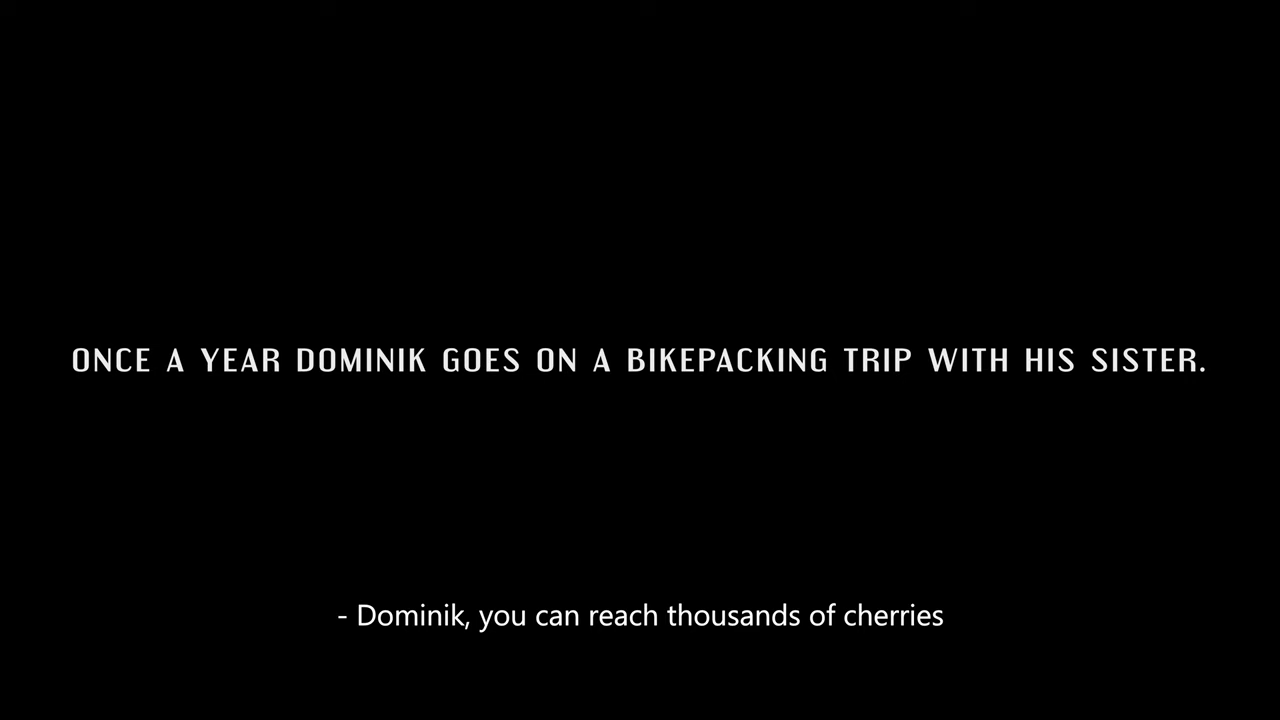 ONCE A YEAR DOMINIK GOES ON A BIKEPACKING TRIP WITH HIS SISTER.
- Dominik, you can reach thousands of cherries